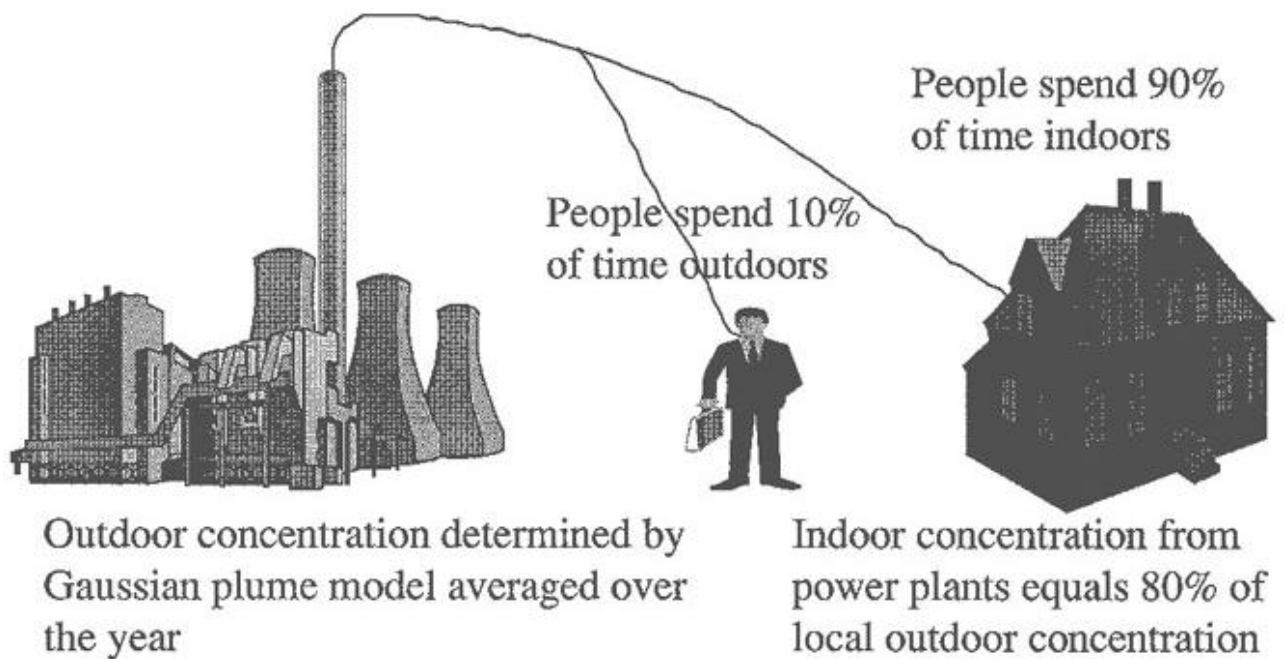 People spend 90%
of time indoors
People spend 10%
of time outdoors
Outdoor concentration determined by
Gaussian plume model averaged over
the year
Indoor concentration from
power plants equals 80% of
local outdoor concentration